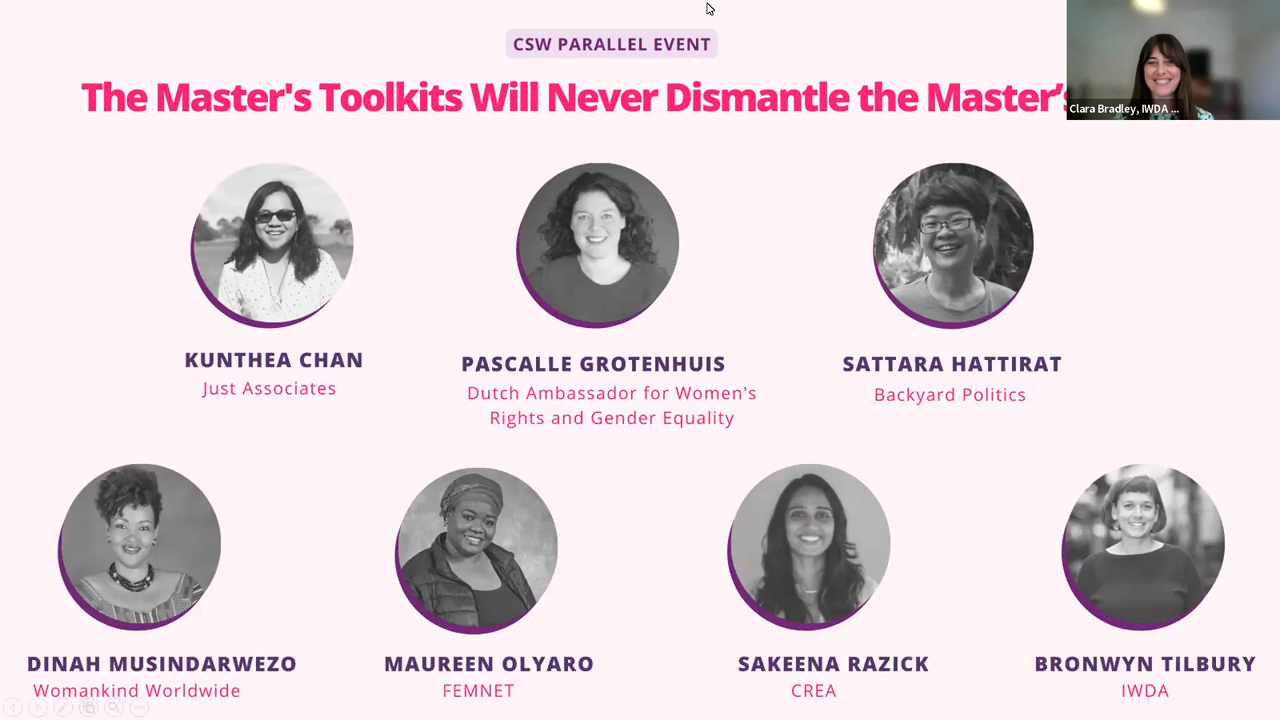 CSW PARALLEL EVENT
The Master's Toolkits Will Never Dismantle the Master's
Clara Bradley, IWDA ...
KUNTHEA CHAN
Just Associates
PASCALLE GROTENHUIS
Dutch Ambassador for Women's
Rights and Gender Equality
SATTARA HATTIRAT
Backyard Politics
DINAH MUSINDARWEZO
Womankind Worldwide
MAUREEN OLYARO
FEMNET
SAKEENA RAZICK
CREA
BRONWYN TILBURY
IWDA